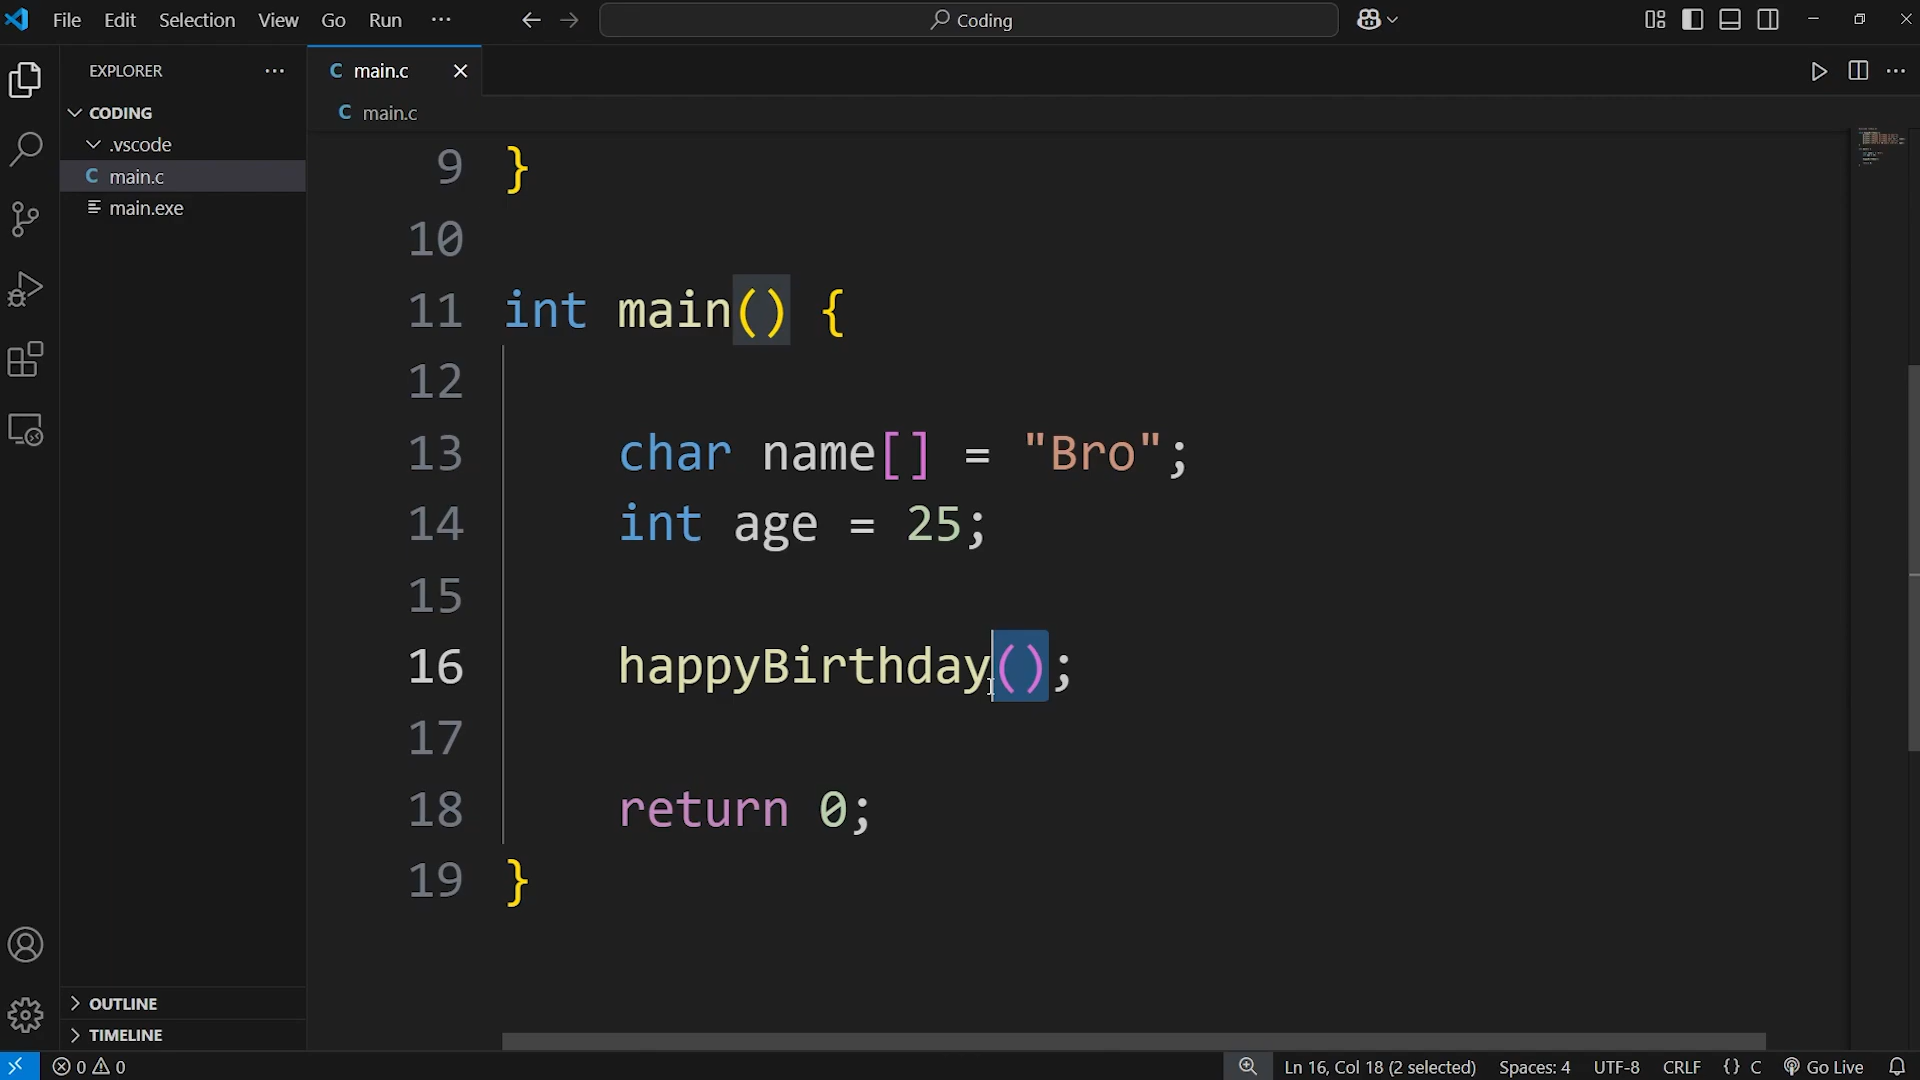 File Edit Selection View Go Run ···
Coding
EXPLORER ···
CODING
.vscode
C main.c
main.exe
C main.c
C main.c
9 }
10
11 int main() {
12
13 char name[] = "Bro";
14 int age = 25;
15
16 happyBirthday();
17
18 return 0;
19 }
OUTLINE
TIMELINE
0 0
Ln 16, Col 18 (2 selected) Spaces: 4 UTF-8 CRLF {} C Go Live